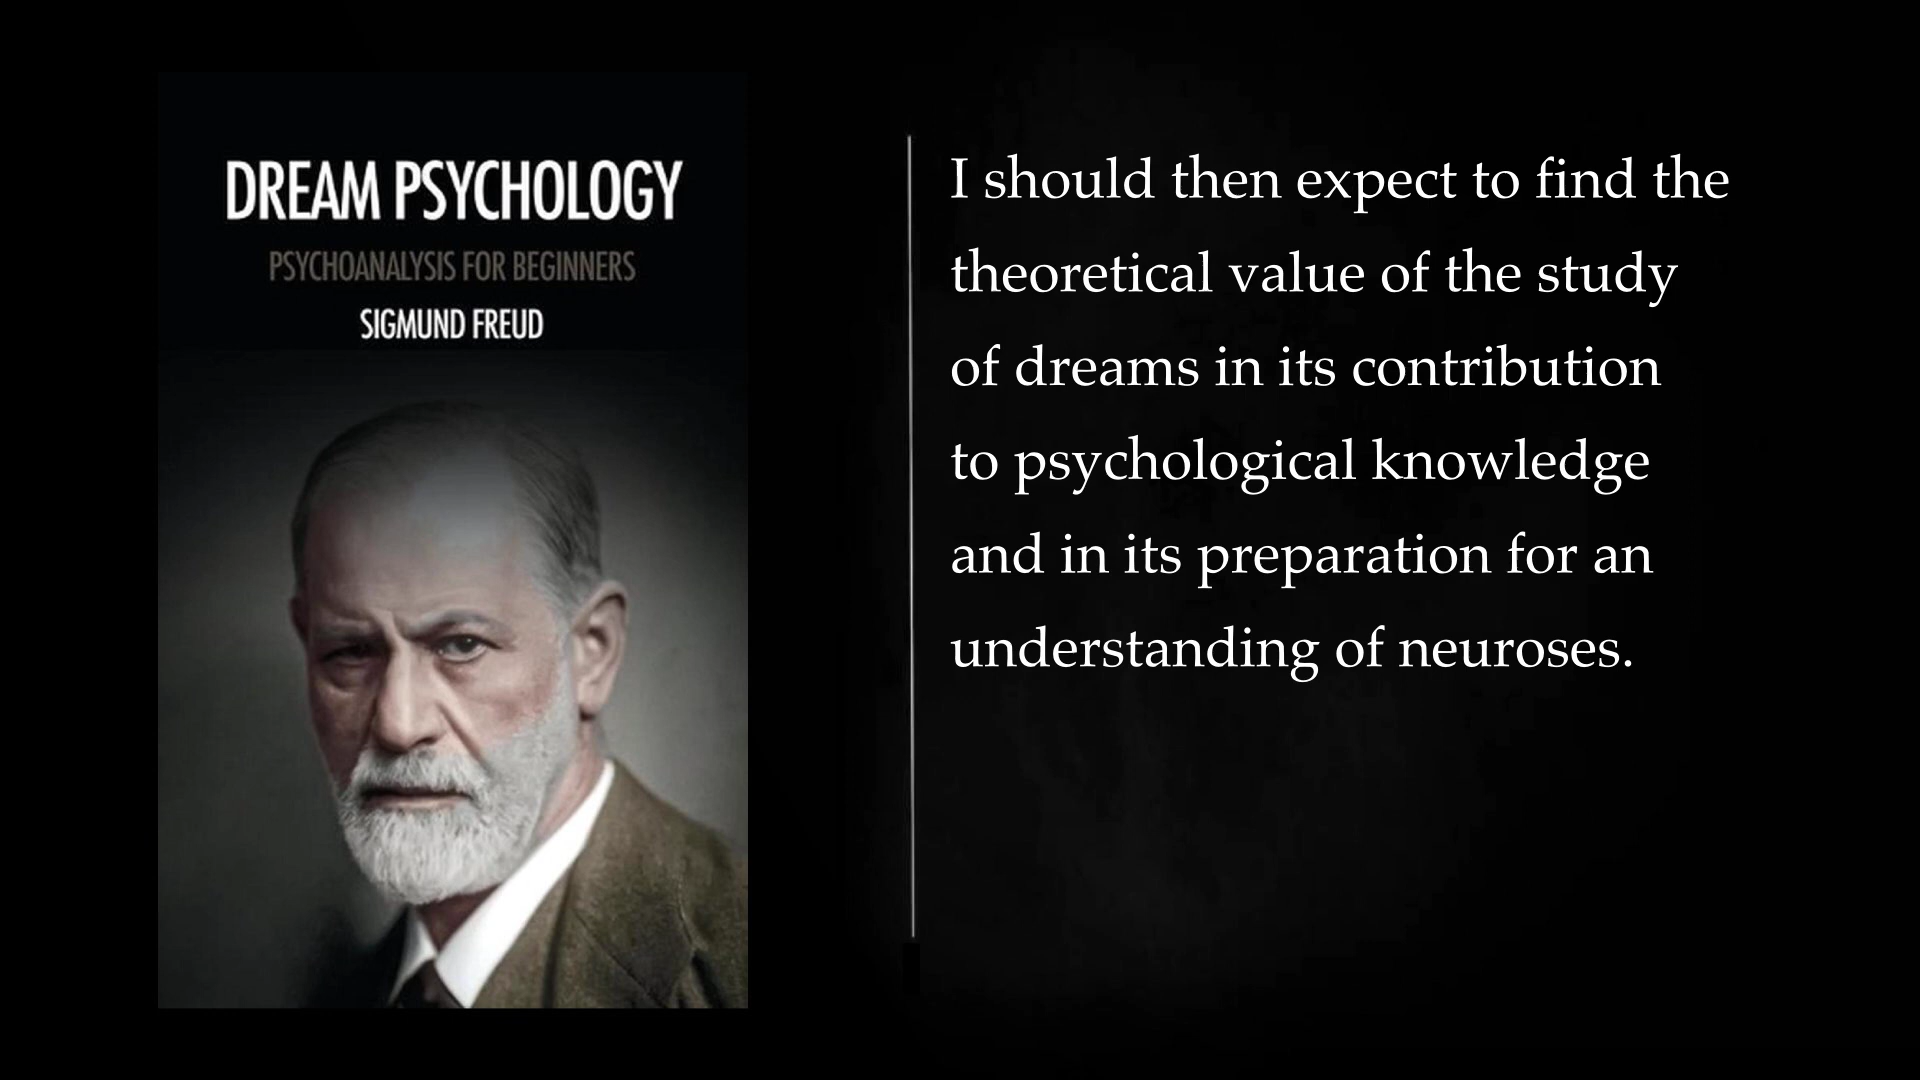 DREAM PSYCHOLOGY
PSYCHOANALYSIS FOR BEGINNERS
SIGMUND FREUD
I should then expect to find the
theoretical value of the study
of dreams in its contribution
to psychological knowledge
and in its preparation for an
understanding of neuroses.